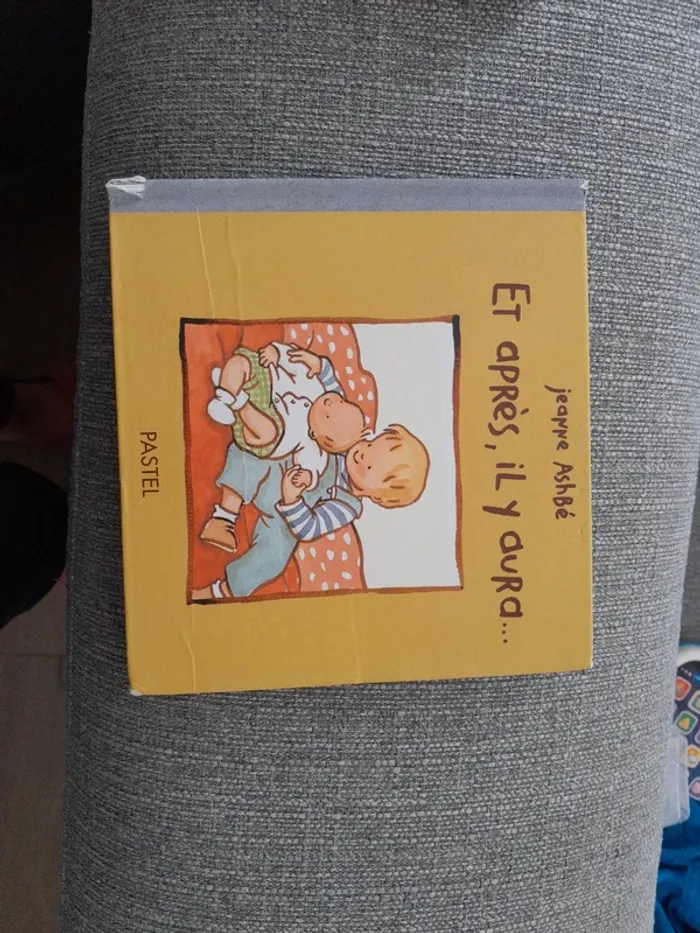 jeanne Ashbé
ET APRÈS, iL Y AURA...
PASTEL